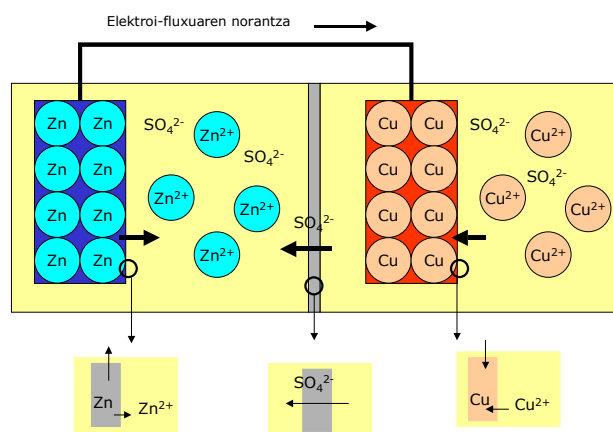 Elektroi-fluxuaren norantza
Zn Zn SO₄²⁻ Zn²⁺ Cu Cu SO₄²⁻ Cu²⁺
SO₄²⁻
Zn Zn Zn²⁺ Cu Cu Cu²⁺ SO₄²⁻
Zn Zn Zn²⁺ SO₄²⁻ Cu Cu Cu²⁺
Zn Zn Zn²⁺ Cu Cu Cu²⁺
Zn Zn²⁺
SO₄²⁻
Cu Cu²⁺